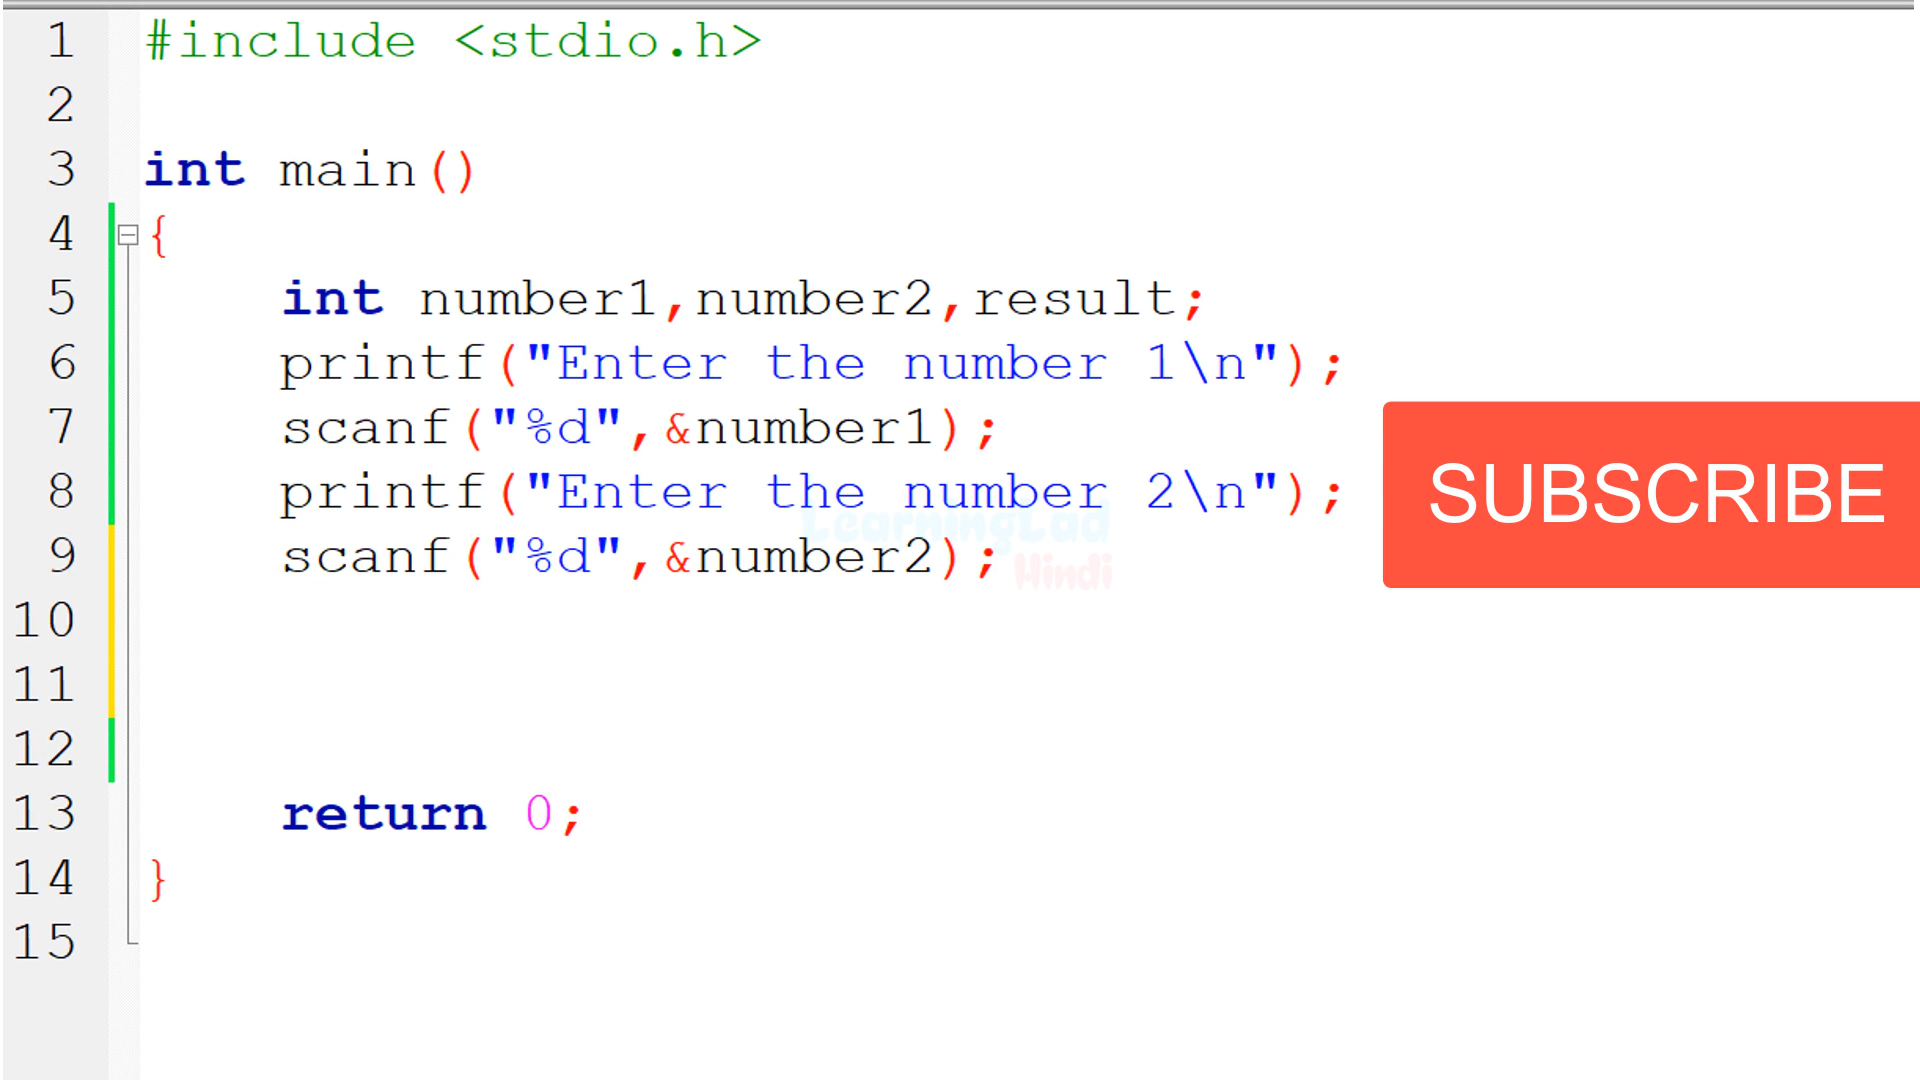 1 #include <stdio.h>
2
3 int main()
4 {
5 int number1,number2,result;
6 printf("Enter the number 1\n");
7 scanf("%d",&number1);
8 printf("Enter the number 2\n");
9 scanf("%d",&number2);
10
11
12
13 return 0;
14 }
15
SUBSCRIBE
LearningLad
Hindi